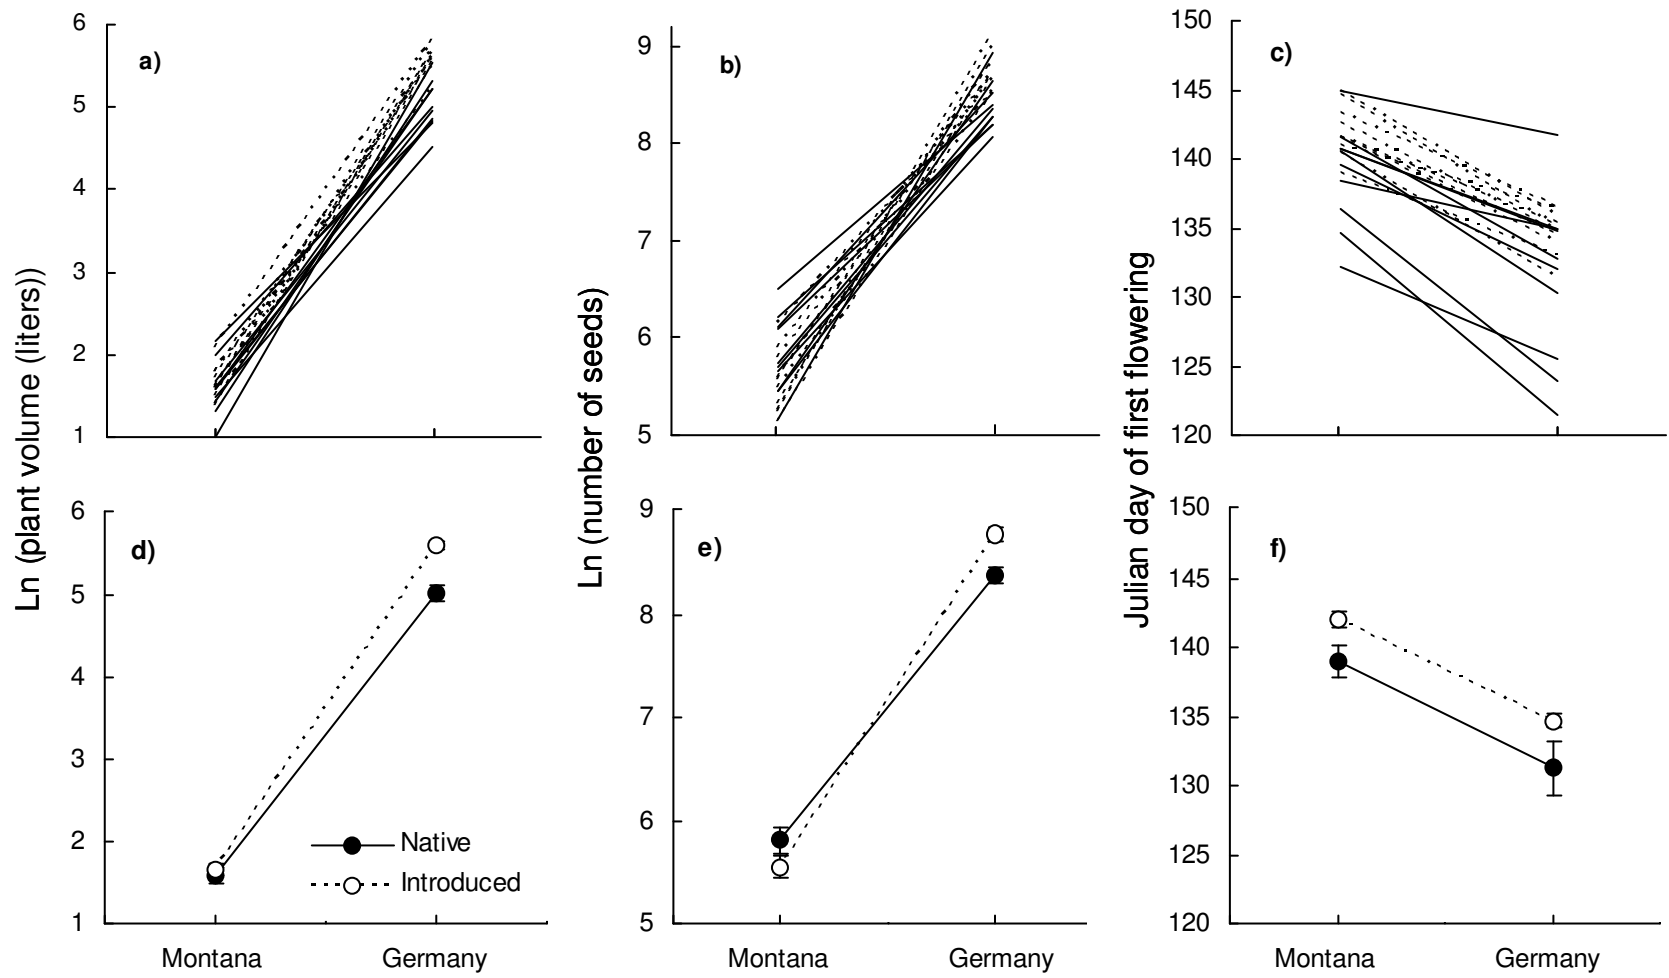 6
5
4
3
2
1
a)
9
8
7
6
5
b)
150
145
140
135
130
125
120
c)
Ln (plant volume (liters))
Ln (number of seeds)
Julian day of first flowering
6
5
4
3
2
1
d)
Native
Introduced
Montana
Germany
9
8
7
6
5
e)
Montana
Germany
150
145
140
135
130
125
120
f)
Montana
Germany